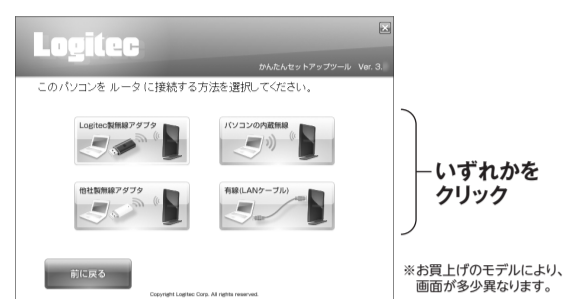 Logitec
かんたんセットアップツール Ver. 3.
このパソコンを ルータ に接続する方法を選択してください。
Logitec製無線アダプタ
パソコンの内蔵無線
他社製無線アダプタ
有線(LANケーブル)
いずれかを
クリック
前に戻る
Copyright Logitec Corp. All rights reserved.
※お買上げのモデルにより、
画面が多少異なります。